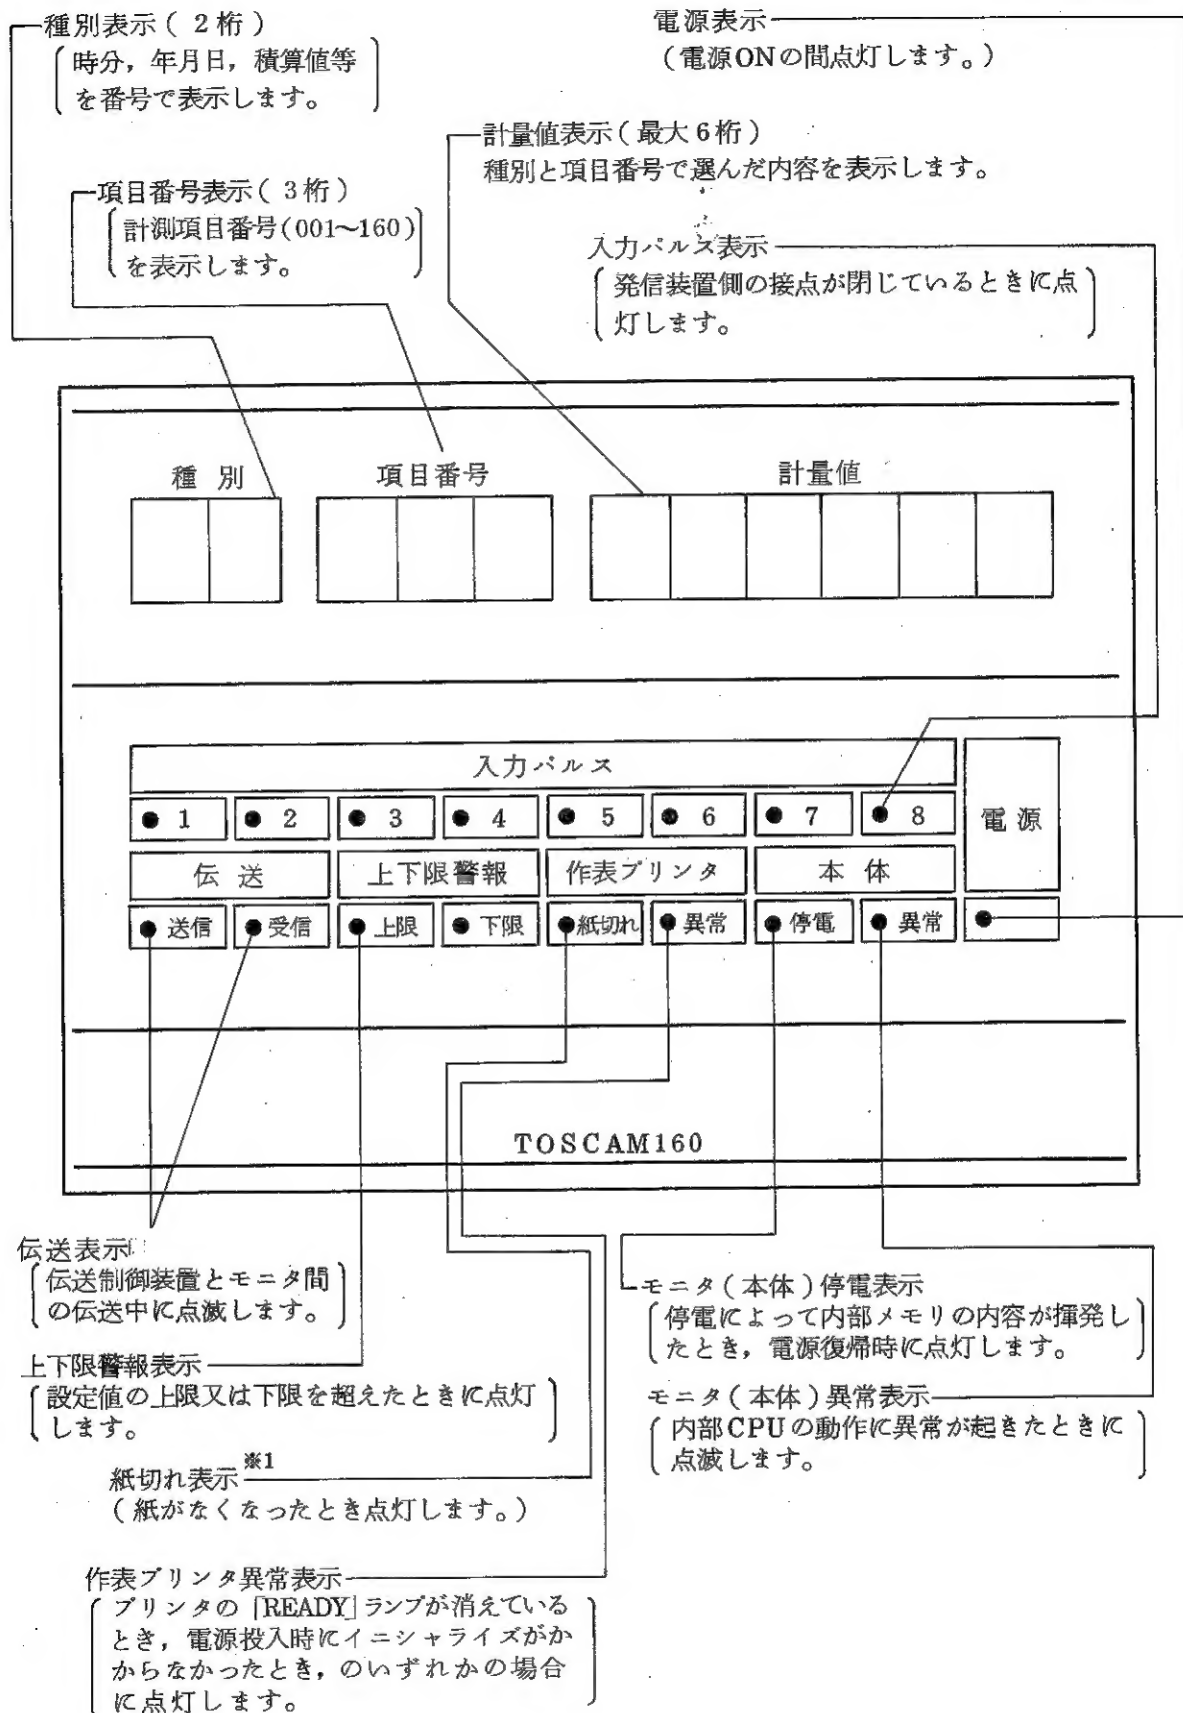 種別表示(2桁)
時分,年月日,積算値等
を番号で表示します。
電源表示
(電源ONの間点灯します。)
計量値表示(最大6桁)
種別と項目番号で選んだ内容を表示します。
項目番号表示(3桁)
計測項目番号(001〜160)
を表示します。
入力パルス表示
発信装置側の接点が閉じているときに点
灯します。
種別 項目番号 計量値
入力パルス
1 2 3 4 5 6 7 8 電源
伝送 上下限警報 作表プリンタ 本体
送信 受信 上限 下限 紙切れ 異常 停電 異常
TOSCAM160
伝送表示
伝送制御装置とモニタ間
の伝送中に点滅します。
上下限警報表示
設定値の上限又は下限を超えたときに点灯
します。
紙切れ表示※1
(紙がなくなったとき点灯します。)
作表プリンタ異常表示
プリンタの「READY」ランプが消えている
とき,電源投入時にイニシャライズがか
からなかったとき,のいずれかの場合
に点灯します。
モニタ(本体)停電表示
停電によって内部メモリの内容が揮発し
たとき,電源復帰時に点灯します。
モニタ(本体)異常表示
内部CPUの動作に異常が起きたときに
点滅します。